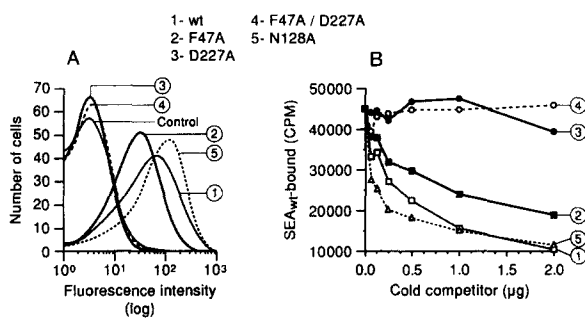 1- wt 4- F47A / D227A
2- F47A 5- N128A
3- D227A
A
B
70
60
50
40
30
20
10
0
Number of cells
10⁰ 10¹ 10² 10³
Fluorescence intensity
(log)
3
4
Control
2
5
1
50000
40000
30000
20000
10000
SEAwt-bound (CPM)
0.0 0.5 1.0 1.5 2.0
Cold competitor (µg)
4
3
2
5
1